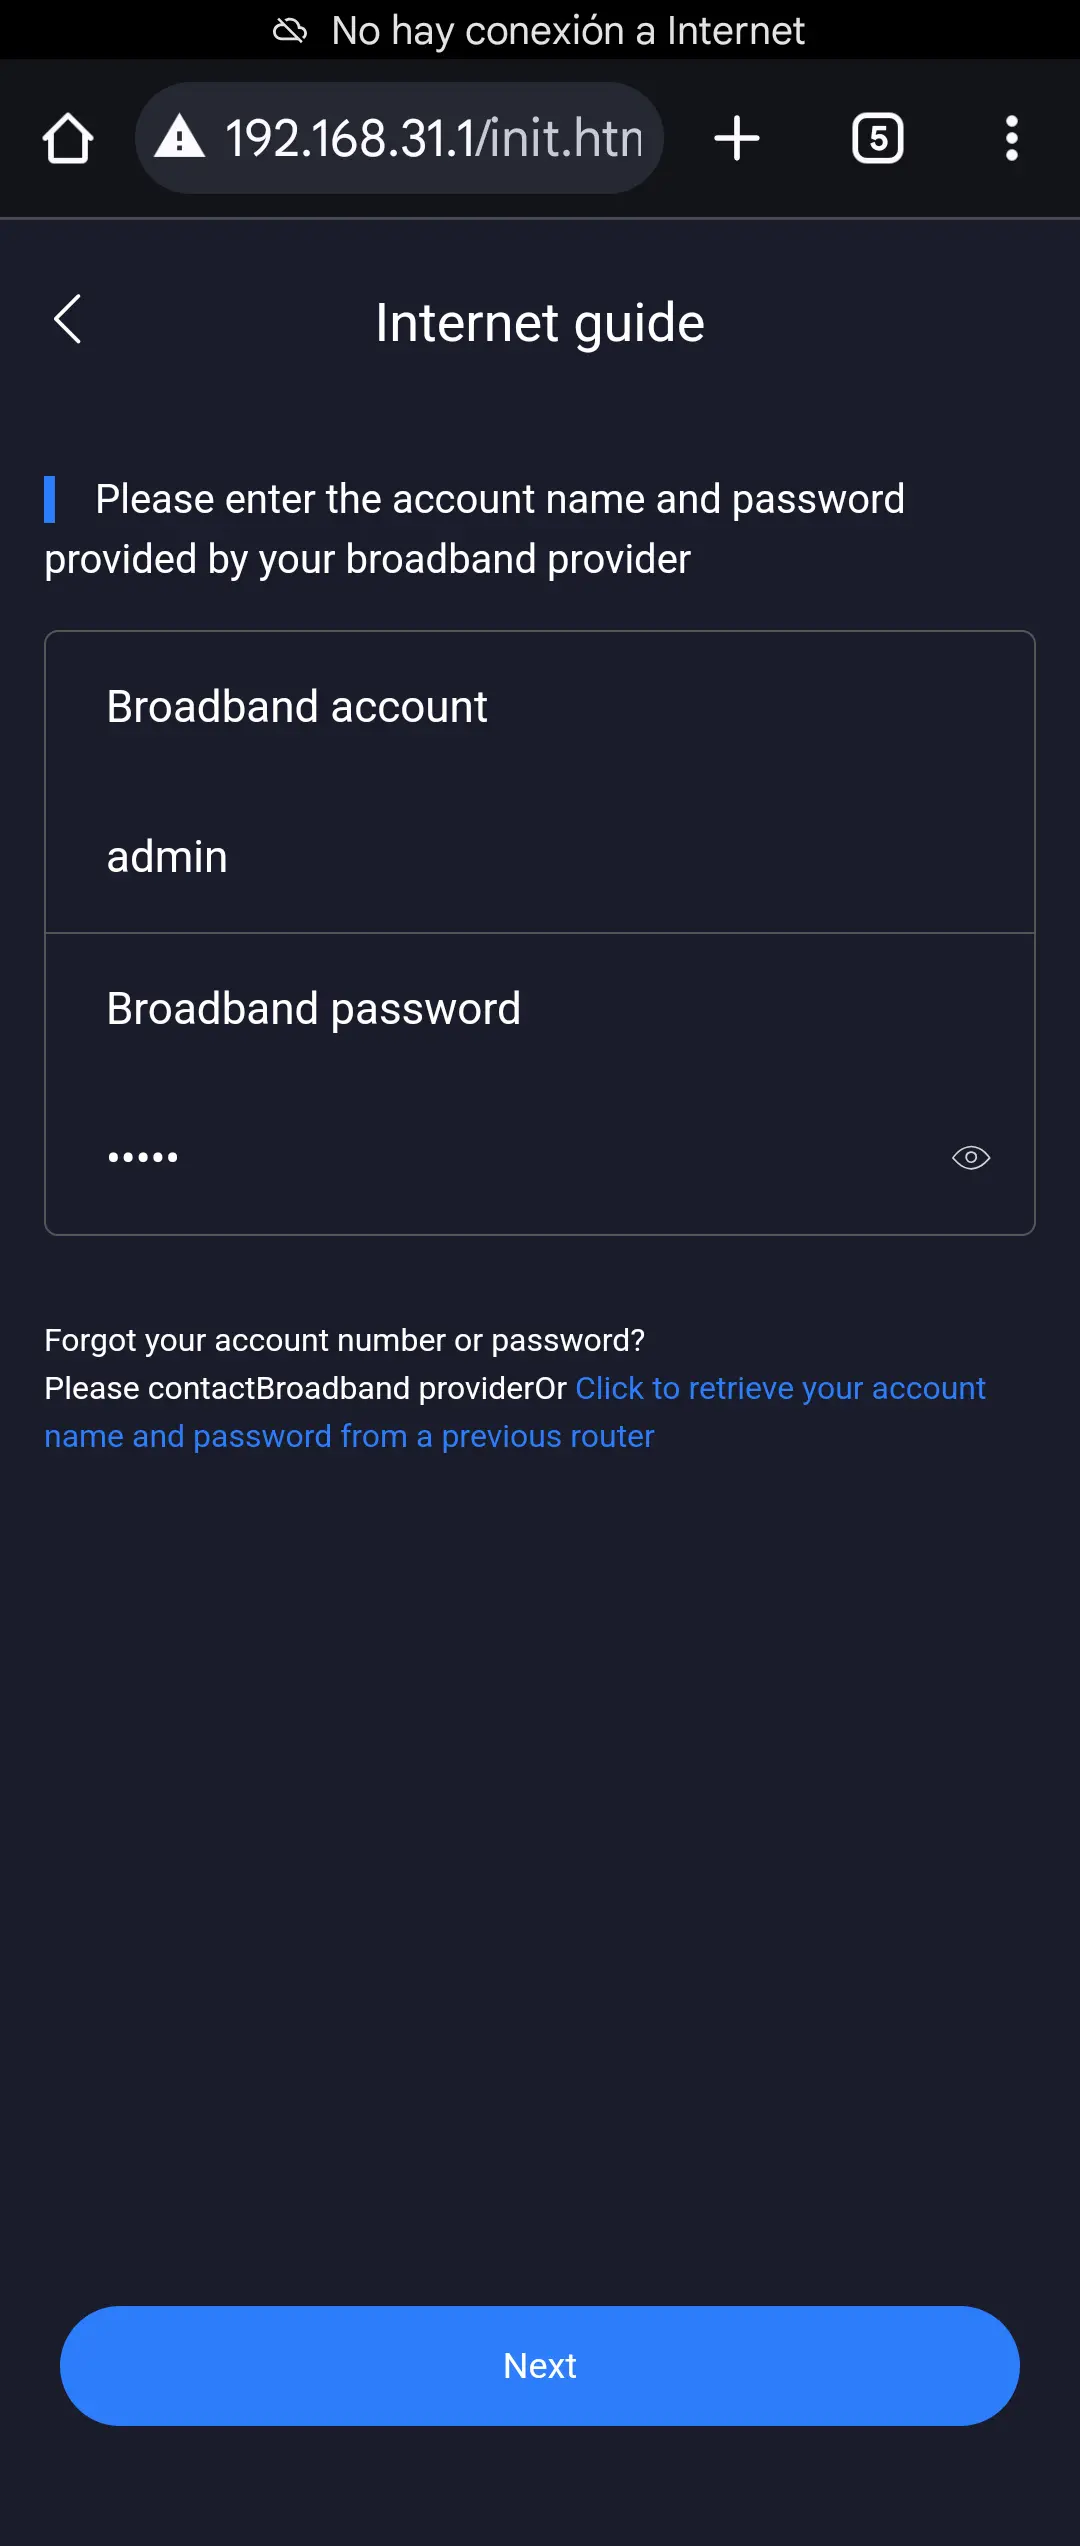 No hay conexión a Internet
192.168.31.1/init.htm
5
Internet guide
Please enter the account name and password
provided by your broadband provider
Broadband account
admin
Broadband password
•••••
Forgot your account number or password?
Please contactBroadband providerOr Click to retrieve your account
name and password from a previous router
Next